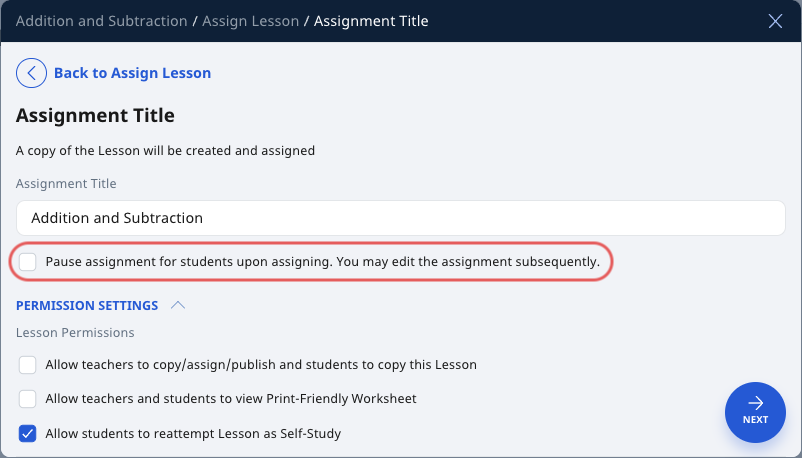 Addition and Subtraction / Assign Lesson / Assignment Title
Back to Assign Lesson
Assignment Title
A copy of the Lesson will be created and assigned
Assignment Title
Addition and Subtraction
Pause assignment for students upon assigning. You may edit the assignment subsequently.
PERMISSION SETTINGS
Lesson Permissions
Allow teachers to copy/assign/publish and students to copy this Lesson
Allow teachers and students to view Print-Friendly Worksheet
Allow students to reattempt Lesson as Self-Study
NEXT